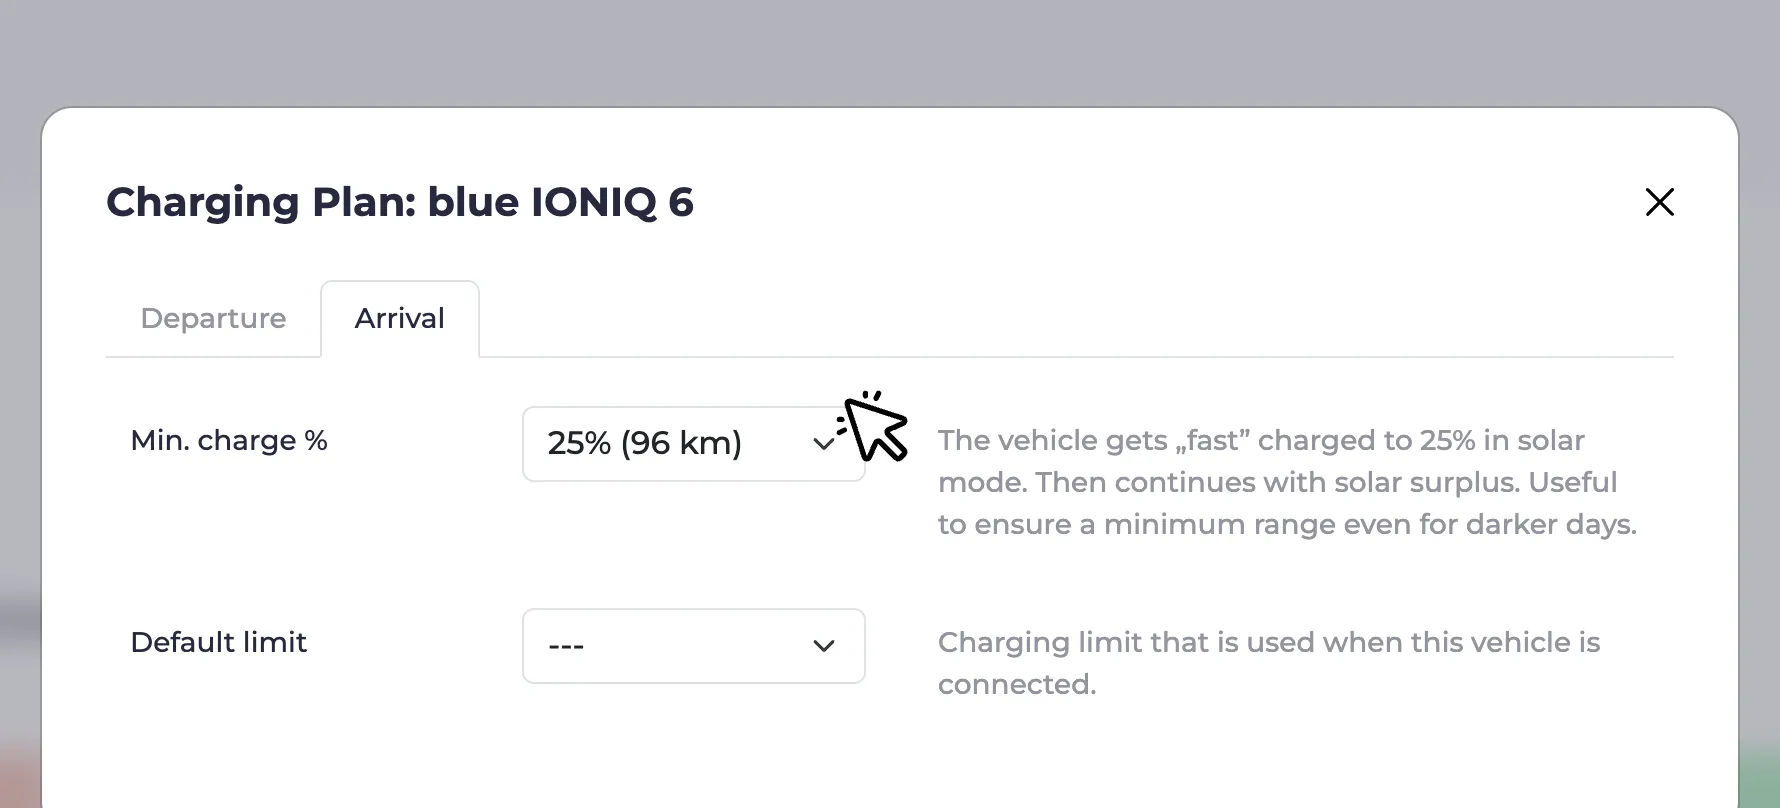 Charging Plan: blue IONIQ 6
Departure
Arrival
Min. charge %
25% (96 km)
The vehicle gets „fast” charged to 25% in solar
mode. Then continues with solar surplus. Useful
to ensure a minimum range even for darker days.
Default limit
---
Charging limit that is used when this vehicle is
connected.